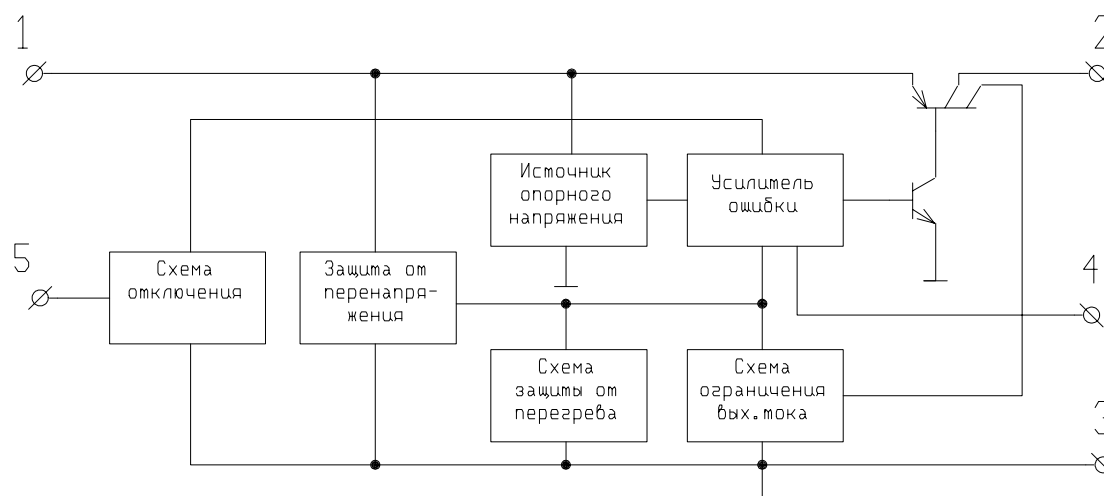 1
2
Источник
опорного
напряжения
Усилитель
ошибки
5
Схема
отключения
Защита от
перенапря-
жения
4
Схема
защиты от
перегрева
Схема
ограничения
вых.тока
3